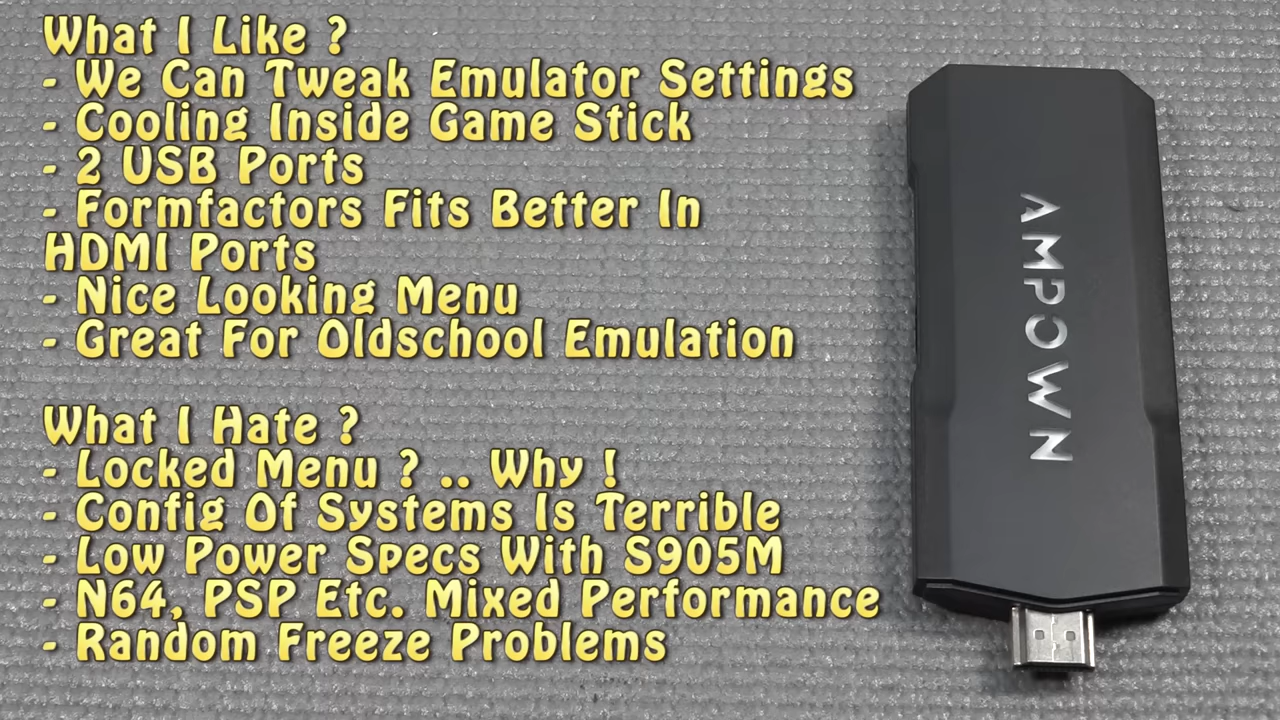 What I Like ?
- We Can Tweak Emulator Settings
- Cooling Inside Game Stick
- 2 USB Ports
- Formfactors Fits Better In
HDMI Ports
- Nice Looking Menu
- Great For Oldschool Emulation
What I Hate ?
- Locked Menu ? .. Why !
- Config Of Systems Is Terrible
- Low Power Specs With S905M
- N64, PSP Etc. Mixed Performance
- Random Freeze Problems
AMPOWN